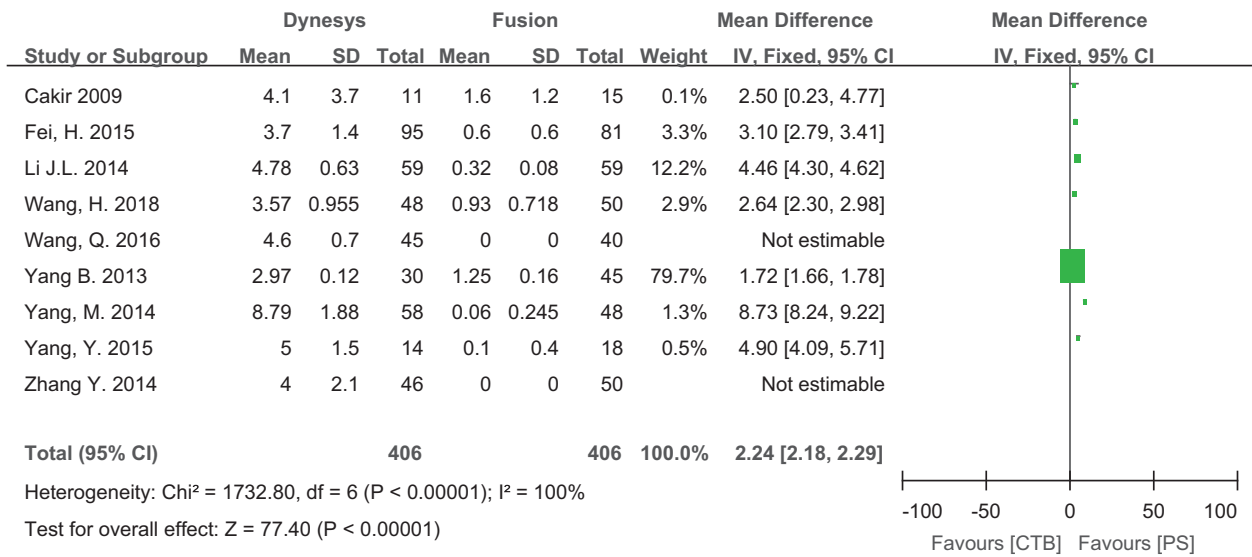 Dynesys Fusion Mean Difference Mean Difference
Study or Subgroup Mean SD Total Mean SD Total Weight IV, Fixed, 95% CI IV, Fixed, 95% CI
Cakir 2009 4.1 3.7 11 1.6 1.2 15 0.1% 2.50 [0.23, 4.77]
Fei, H. 2015 3.7 1.4 95 0.6 0.6 81 3.3% 3.10 [2.79, 3.41]
Li J.L. 2014 4.78 0.63 59 0.32 0.08 59 12.2% 4.46 [4.30, 4.62]
Wang, H. 2018 3.57 0.955 48 0.93 0.718 50 2.9% 2.64 [2.30, 2.98]
Wang, Q. 2016 4.6 0.7 45 0 0 40 Not estimable
Yang B. 2013 2.97 0.12 30 1.25 0.16 45 79.7% 1.72 [1.66, 1.78]
Yang, M. 2014 8.79 1.88 58 0.06 0.245 48 1.3% 8.73 [8.24, 9.22]
Yang, Y. 2015 5 1.5 14 0.1 0.4 18 0.5% 4.90 [4.09, 5.71]
Zhang Y. 2014 4 2.1 46 0 0 50 Not estimable
Total (95% CI) 406 406 100.0% 2.24 [2.18, 2.29]
Heterogeneity: Chi² = 1732.80, df = 6 (P < 0.00001); I² = 100%
Test for overall effect: Z = 77.40 (P < 0.00001)
-100 -50 0 50 100
Favours [CTB] Favours [PS]